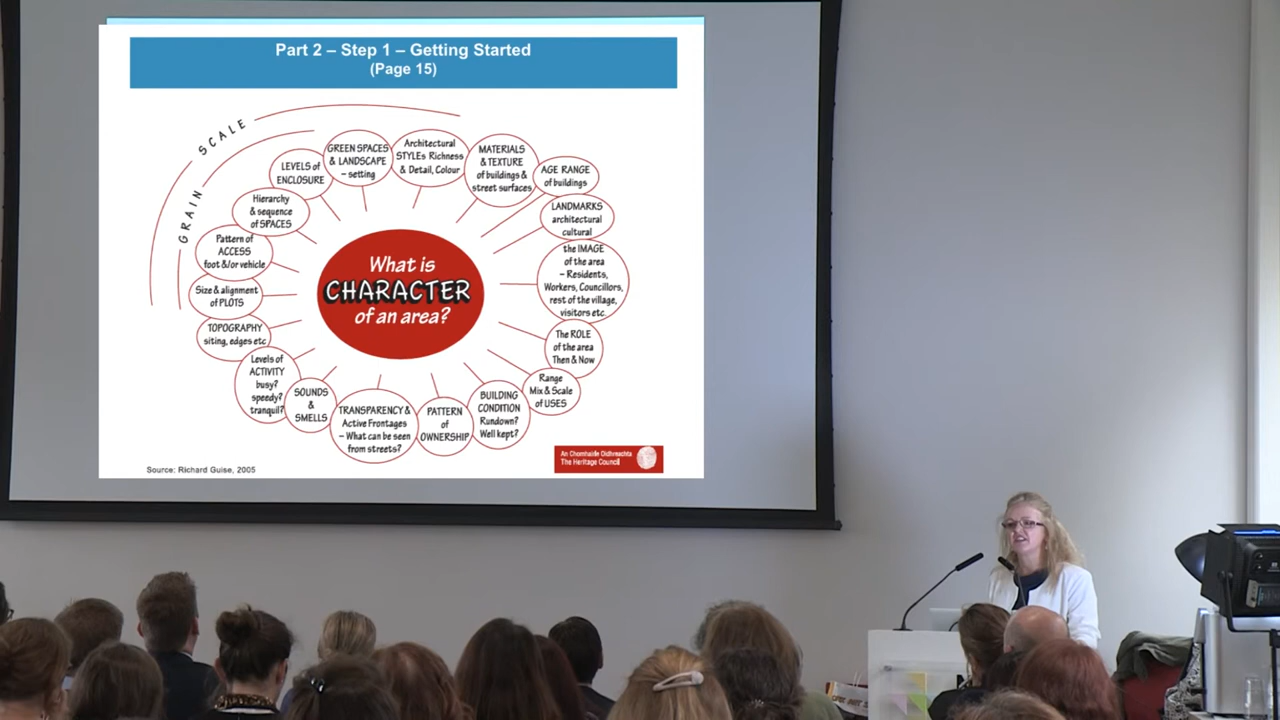 Part 2 – Step 1 – Getting Started
(Page 15)
SCALE
GRAIN
GREEN SPACES
& LANDSCAPE
– setting
Architectural
STYLEs Richness
& Detail, Colour
MATERIALS
& TEXTURE
of buildings &
street surfaces
AGE RANGE
of buildings
LANDMARKS
architectural
cultural
the IMAGE
of the area
– Residents,
Workers, Councillors,
rest of the village,
visitors etc.
The ROLE
of the area
Then & Now
Range
Mix & Scale
of USES
BUILDING
CONDITION
Rundown?
Well kept?
PATTERN
of
OWNERSHIP
TRANSPARENCY &
Active Frontages
– What can be seen
from streets?
SOUNDS
&
SMELLS
Levels of
ACTIVITY
busy?
speedy?
tranquil?
TOPOGRAPHY
siting, edges etc
Size & alignment
of PLOTS
Pattern of
ACCESS
foot &/or vehicle
Hierarchy
& sequence
of SPACES
LEVELS of
ENCLOSURE
What is
CHARACTER
of an area?
Source: Richard Guise, 2005
An Chomhairle Oidhreachta
The Heritage Council